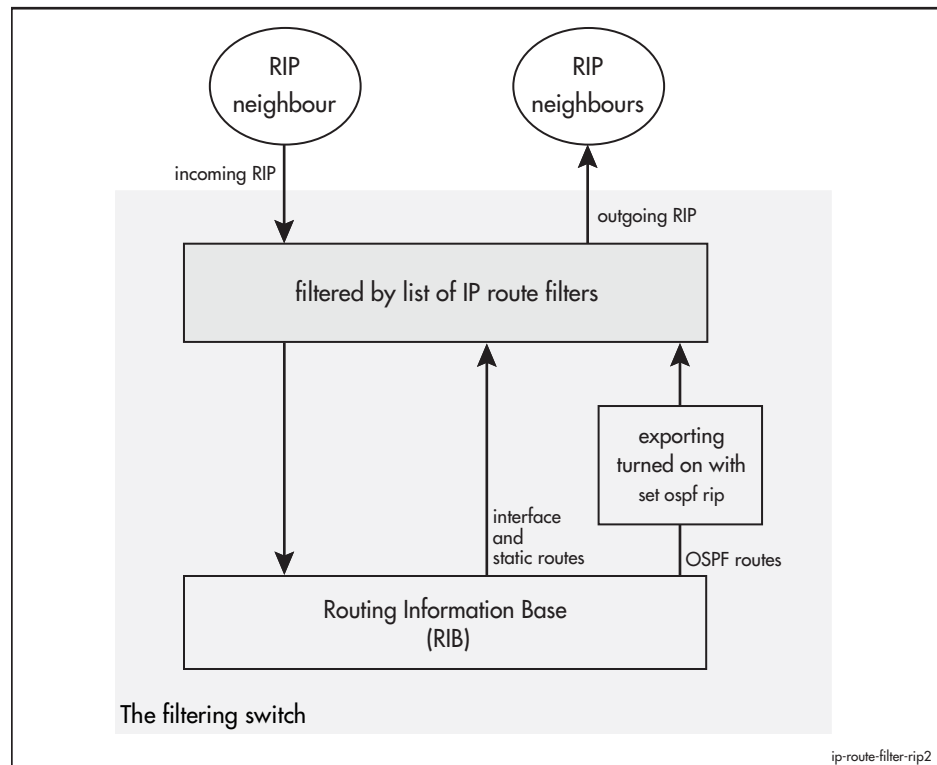 RIP
neighbour
RIP
neighbours
incoming RIP
outgoing RIP
filtered by list of IP route filters
exporting
turned on with
set ospf rip
interface
and
static routes
OSPF routes
Routing Information Base
(RIB)
The filtering switch
ip-route-filter-rip2